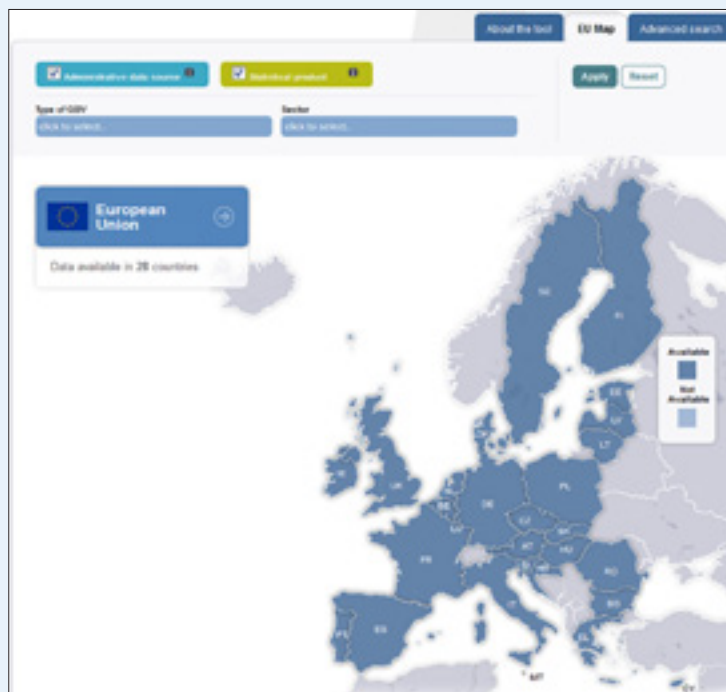 About the tool
EU Map
Advanced search
Administrative data source
Statistical product
Apply
Reset
Type of GBV
Sector
click to select...
click to select...
European
Union
Data available in 28 countries
SE
FI
Available
Not
Available
EE
LV
LT
DK
IE
UK
NL
BE
LU
DE
PL
CZ
SK
AT
HU
FR
SI
HR
RO
IT
BG
PT
ES
EL
MT
CY